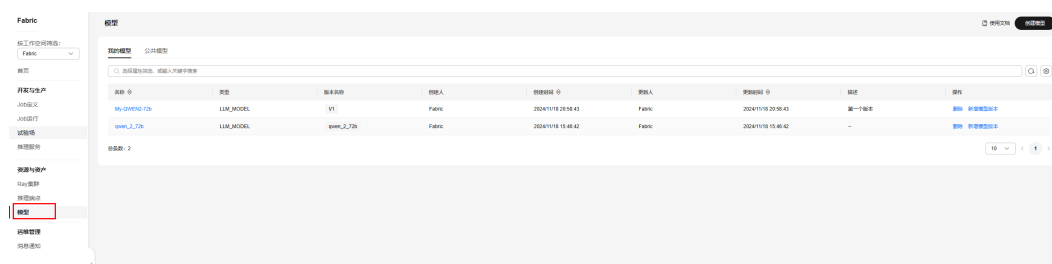 Fabric
按工作空间筛选:
Fabric
首页
开发与生产
Job定义
Job运行
试验场
推理服务
资源与资产
Ray集群
推理端点
模型
运维管理
消息通知
模型
使用文档 创建模型
我的模型 公共模型
选择属性筛选，或输入关键字搜索
名称 类型 版本名称 创建人 创建时间 更新人 更新时间 描述 操作
My-QWEN2-72b LLM_MODEL V1 Fabric 2024/11/18 20:58:43 Fabric 2024/11/18 20:58:43 第一个版本 删除 新增模型版本
qwen_2_72b LLM_MODEL qwen_2_72b Fabric 2024/11/18 15:46:42 Fabric 2024/11/18 15:46:42 -- 删除 新增模型版本
总条数: 2
10 1